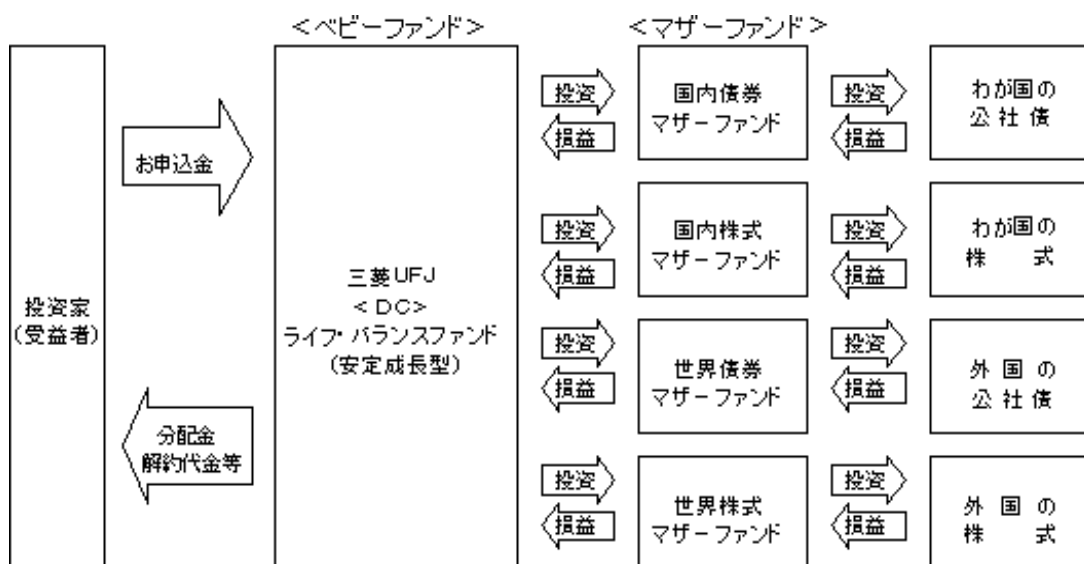 ＜ベビーファンド＞
＜マザーファンド＞
投資家
(受益者)
お申込金
分配金
解約代金等
三菱UFJ
＜DC＞
ライフ・バランスファンド
(安定成長型)
投資
損益
国内債券
マザーファンド
投資
損益
わが国の
公社債
投資
損益
国内株式
マザーファンド
投資
損益
わが国の
株　式
投資
損益
世界債券
マザーファンド
投資
損益
外国の
公社債
投資
損益
世界株式
マザーファンド
投資
損益
外国の
株　式